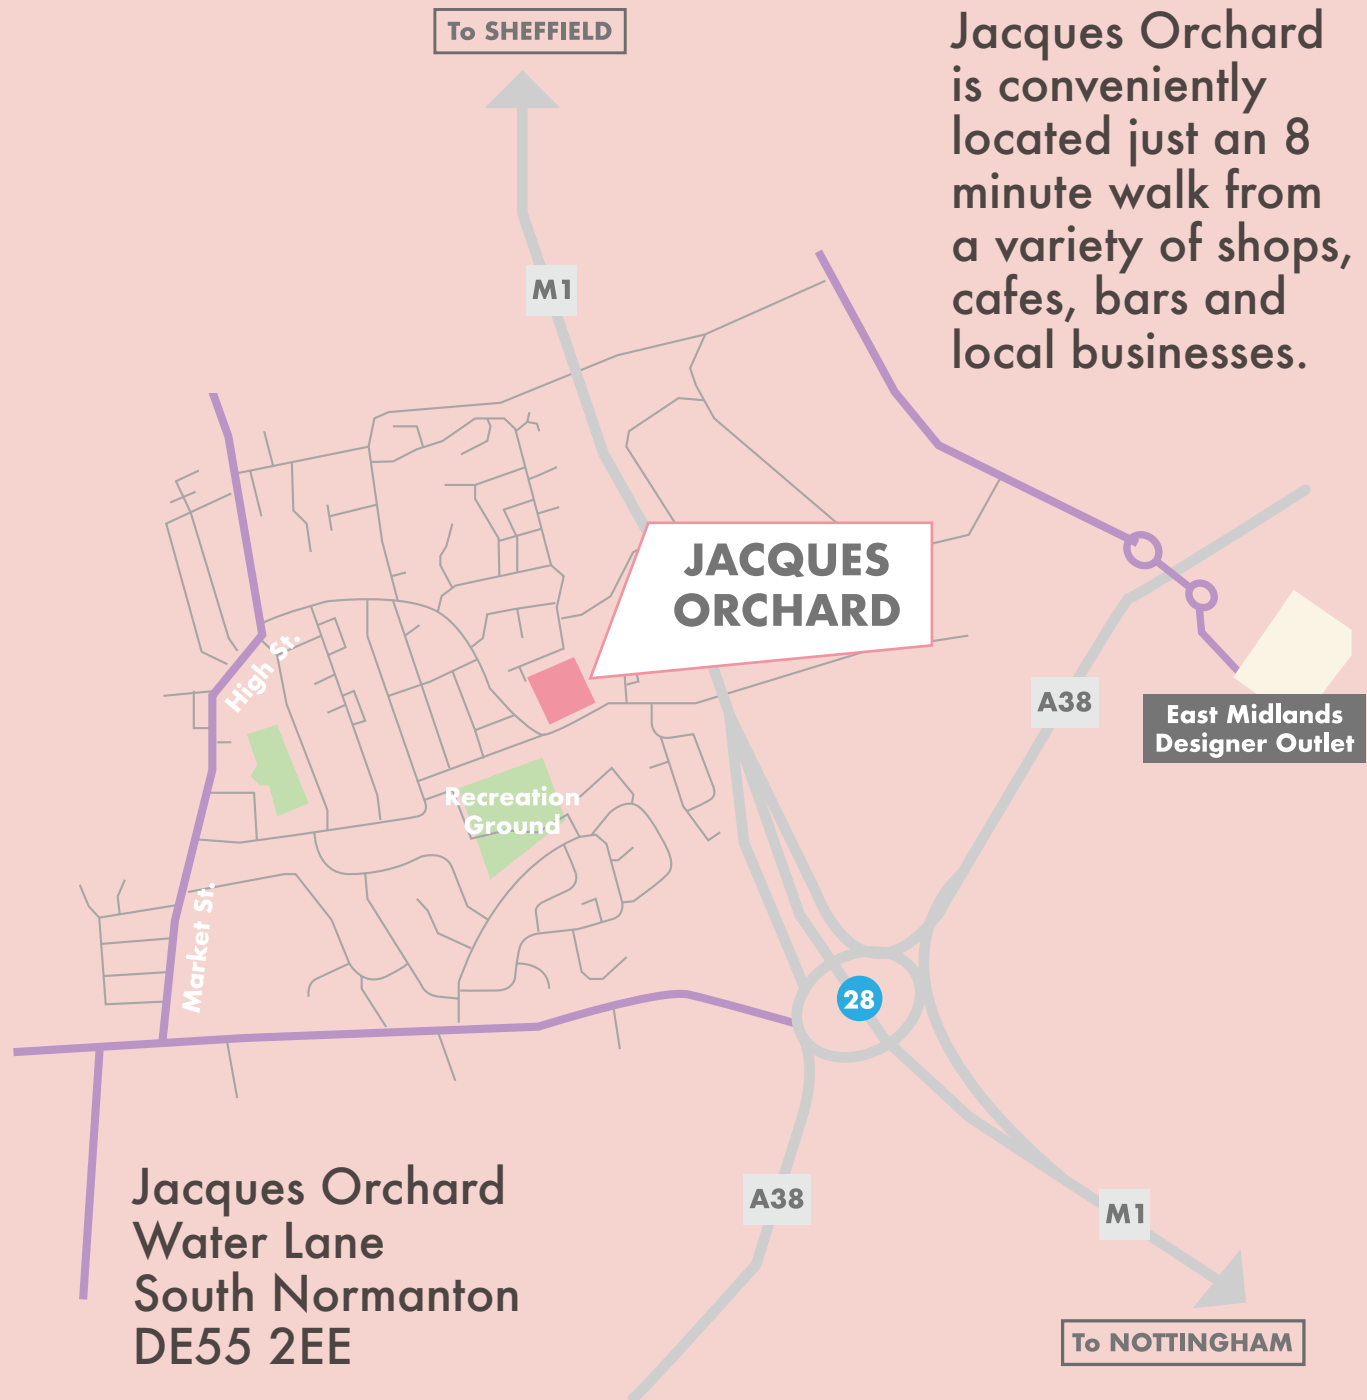 To SHEFFIELD
Jacques Orchard
is conveniently
located just an 8
minute walk from
a variety of shops,
cafes, bars and
local businesses.
M1
JACQUES
ORCHARD
High St.
A38
East Midlands
Designer Outlet
Recreation
Ground
Market St.
28
Jacques Orchard
Water Lane
South Normanton
DE55 2EE
A38
M1
To NOTTINGHAM